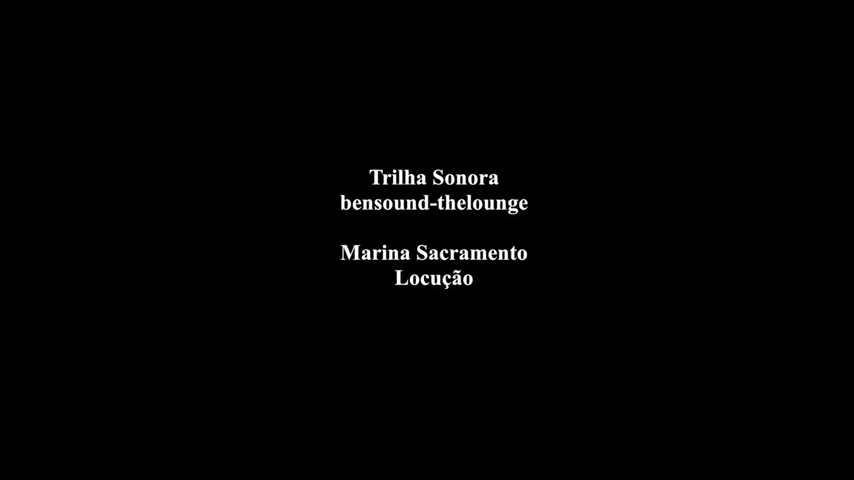 Trilha Sonora
bensound-thelounge
Marina Sacramento
Locução